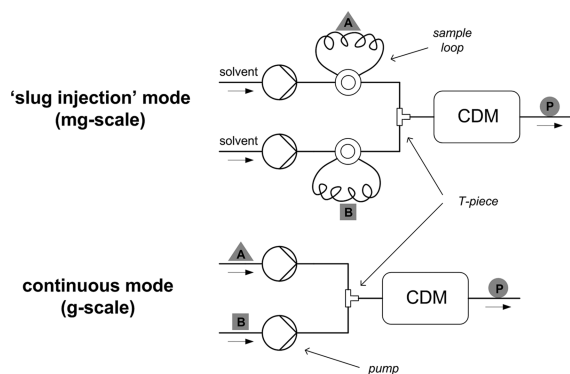 A
sample
loop
'slug injection' mode
(mg-scale)
solvent
solvent
CDM
P
B
T-piece
continuous mode
(g-scale)
A
B
CDM
P
pump